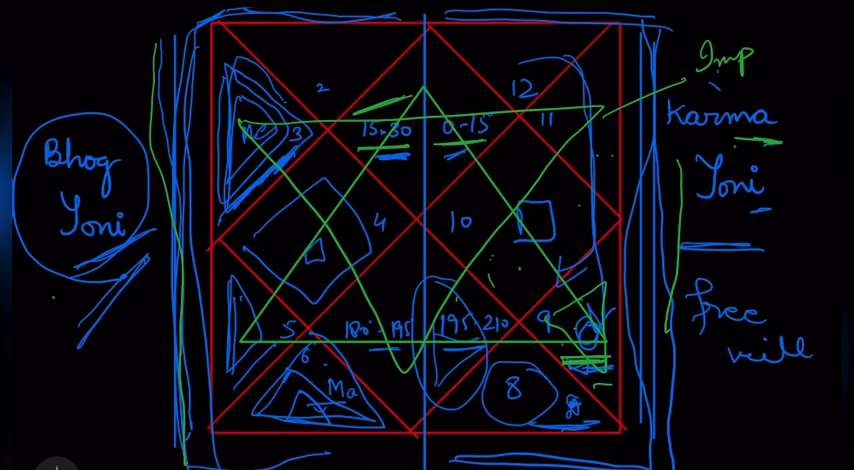 Imp
Karma
Yoni
free
will
Bhog
Yoni
2
12
3
15-30
0-15
11
4
10
5
180-195
195-210
9
6
Ma
8